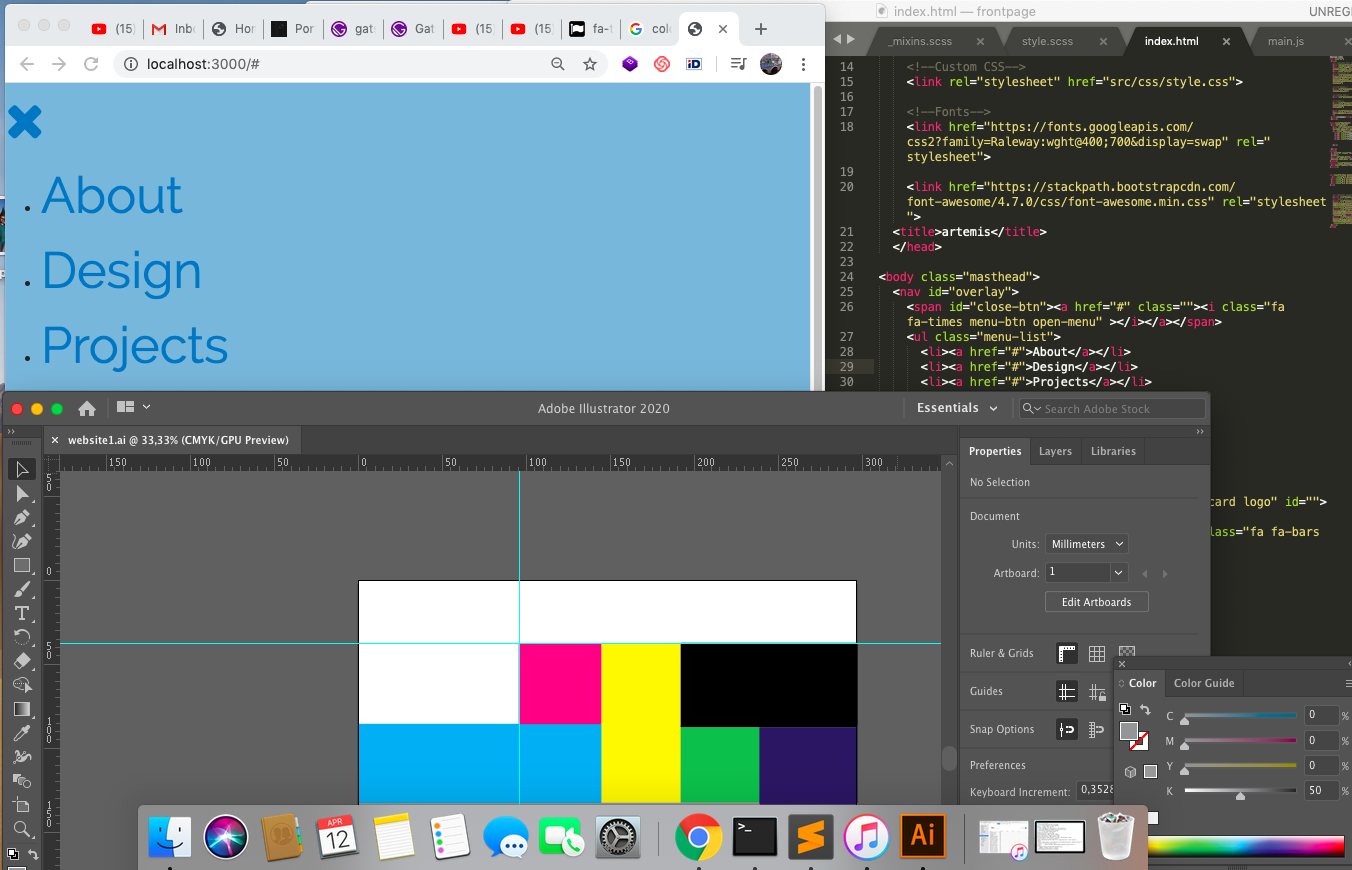 (15)
Inbo
Hor
Por
gat
Gat
(15)
(15)
fa-t
colo
localhost:3000/#
iD
About
Design
Projects
index.html — frontpage
UNREGI
_mixins.scss
style.scss
index.html
main.js
14 <!--Custom CSS-->
15 <link rel="stylesheet" href="src/css/style.css">
16
17 <!--Fonts-->
18 <link href="https://fonts.googleapis.com/
css2?family=Raleway:wght@400;700&display=swap" rel="
stylesheet">
19
20 <link href="https://stackpath.bootstrapcdn.com/
font-awesome/4.7.0/css/font-awesome.min.css" rel="stylesheet
">
21 <title>artemis</title>
22 </head>
23
24 <body class="masthead">
25 <nav id="overlay">
26 <span id="close-btn"><a href="#" class=""><i class="fa
fa-times menu-btn open-menu" ></i></a></span>
27 <ul class="menu-list">
28 <li><a href="#">About</a></li>
29 <li><a href="#">Design</a></li>
30 <li><a href="#">Projects</a></li>
card logo" id="">
lass="fa fa-bars
Adobe Illustrator 2020
Essentials
Search Adobe Stock
website1.ai @ 33,33% (CMYK/GPU Preview)
150 100 50 0 50 100 150 200 250 300
50
0
50
100
150
Properties
Layers
Libraries
No Selection
Document
Units: Millimeters
Artboard: 1
Edit Artboards
Ruler & Grids
Guides
Snap Options
Preferences
Keyboard Increment: 0,3528
Color
Color Guide
C 0 %
M 0 %
Y 0 %
K 50 %
APR
12
>_
Ai